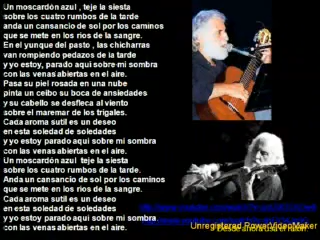 Un moscardón azul , teje la siesta
sobre los cuatro rumbos de la tarde
anda un cansancio de sol por los caminos
que se mete en los rios de la sangre.
En el yunque del pasto , las chicharras
van rompiendo pedazos de la tarde
y yo estoy, parado aqui sobre mi sombra
con las venas abiertas en el aire.
Pasa su piel rosada en una nube
pinta un ceibo su boca de ansiedades
y su cabello se desfleca al viento
sobre el maremar de los trigales.
Cada aroma sutil es un deseo
en esta soledad de soledades
y yo estoy parado aquí sobre mi sombra
con las venas abiertas en el aire.
Un moscardón azul teje la siesta
sobre los cuatro rumbos de la tarde.
Anda un cansancio de sol por los caminos
que se mete en los rios de la sangre.
Cada aroma sutil es un deseo
en esta soledad de soledades
y yo estoy parado aqui sobre mi sombra
con las venas abiertas en el aire.
Unregistered PowerVideoMaker